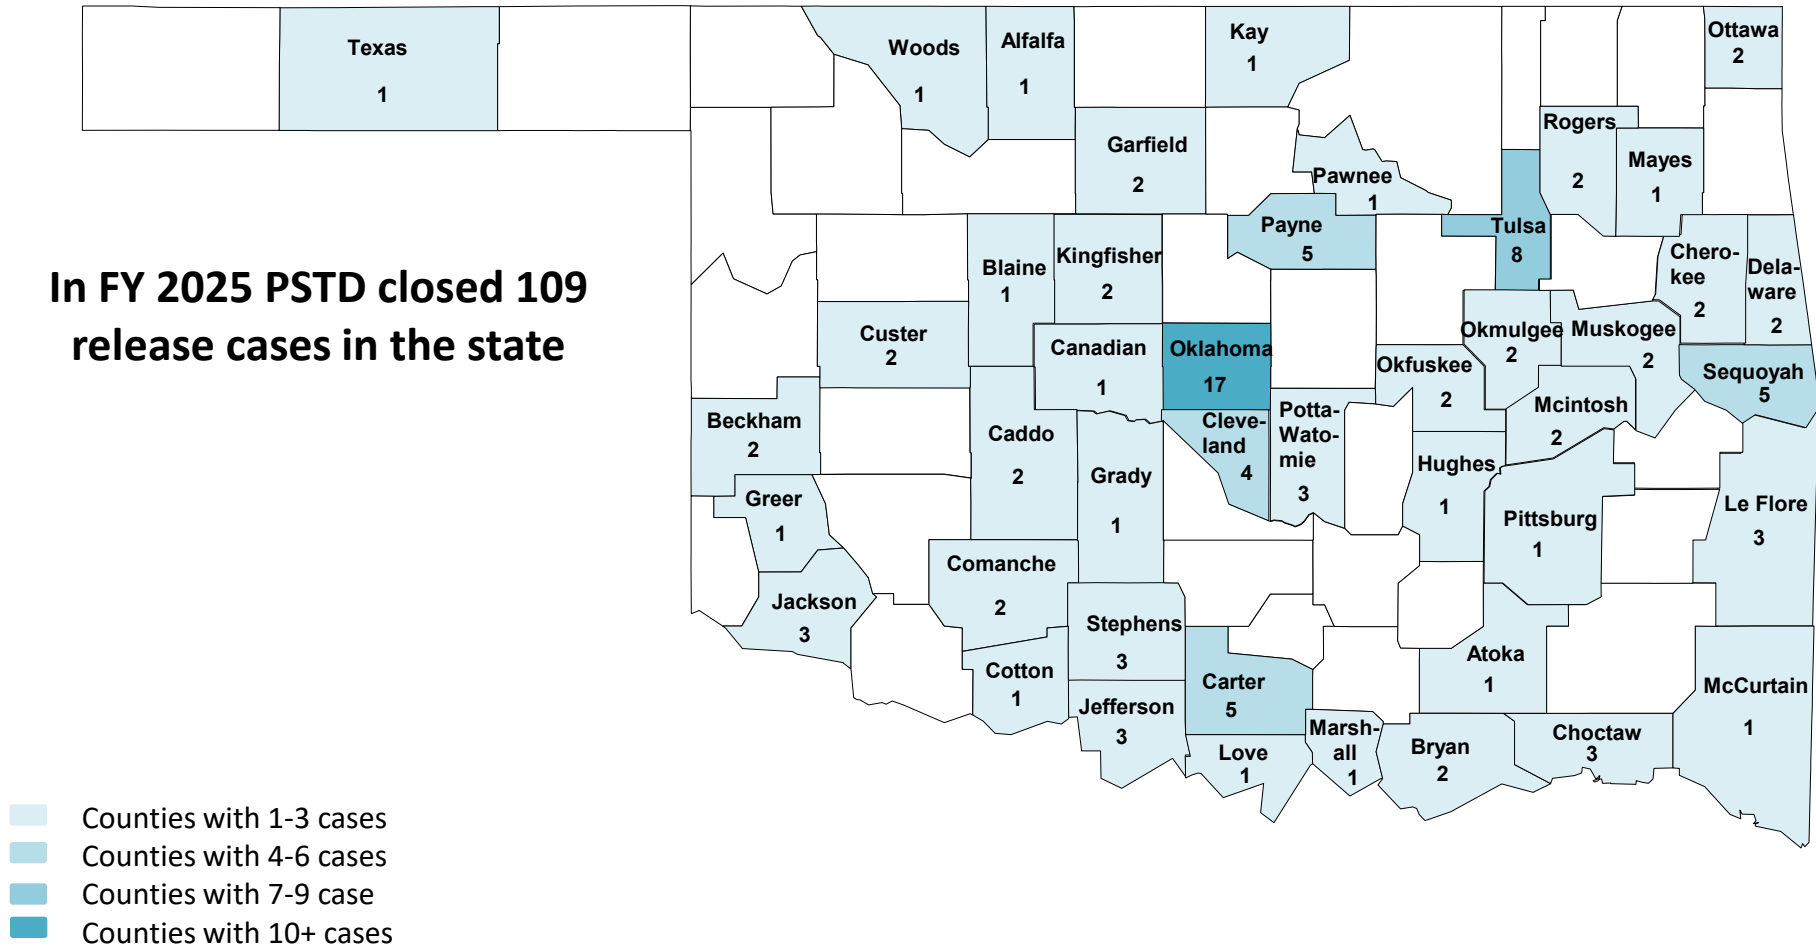 Texas
1
Woods
1
Alfalfa
1
Kay
1
Ottawa
2
Garfield
2
Pawnee
1
Rogers
2
Mayes
1
Payne
5
Tulsa
8
Chero-
kee
2
Dela-
ware
2
Blaine
1
Kingfisher
2
In FY 2025 PSTD closed 109
release cases in the state
Custer
2
Canadian
1
Oklahoma
17
Okmulgee
2
Muskogee
2
Okfuskee
2
Sequoyah
5
Beckham
2
Caddo
2
Cleve-
land
4
Potta-
Wato-
mie
3
Mcintosh
2
Grady
1
Hughes
1
Greer
1
Pittsburg
1
Le Flore
3
Comanche
2
Jackson
3
Stephens
3
Atoka
1
Cotton
1
Carter
5
McCurtain
1
Jefferson
3
Love
1
Marsh-
all
1
Bryan
2
Choctaw
3
Counties with 1-3 cases
Counties with 4-6 cases
Counties with 7-9 case
Counties with 10+ cases